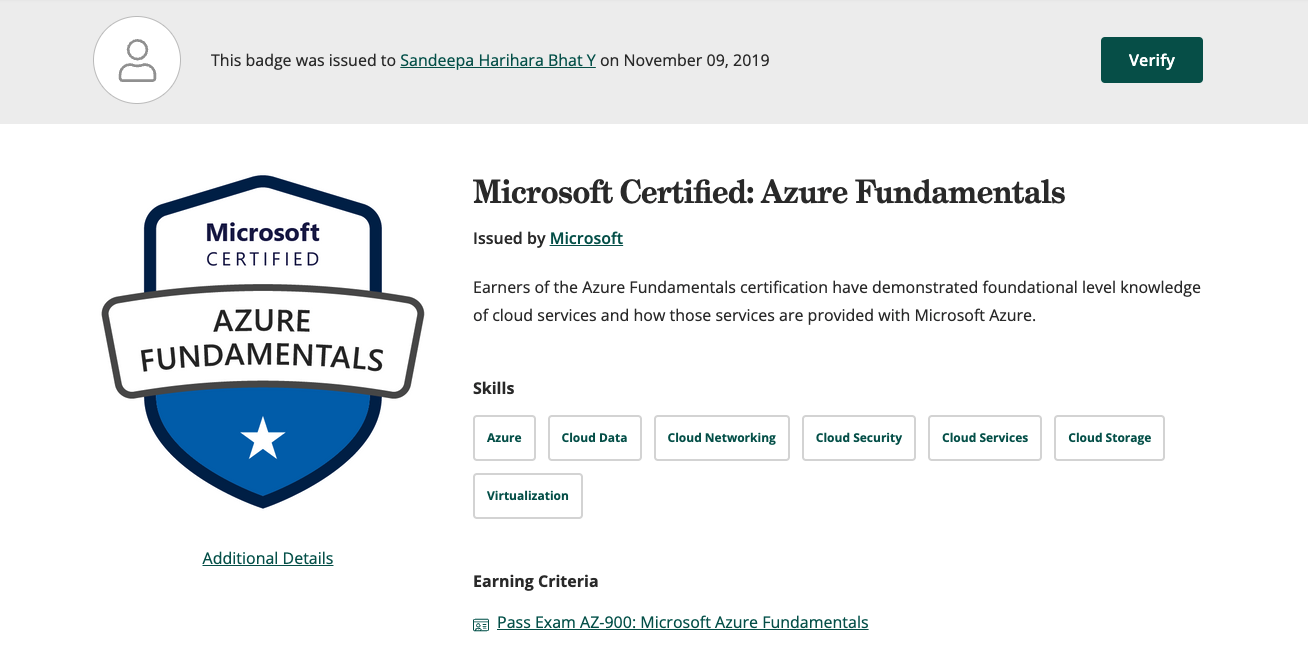 This badge was issued to Sandeepa Harihara Bhat Y on November 09, 2019
Verify
Microsoft
CERTIFIED
AZURE
FUNDAMENTALS
Additional Details
Microsoft Certified: Azure Fundamentals
Issued by Microsoft
Earners of the Azure Fundamentals certification have demonstrated foundational level knowledge
of cloud services and how those services are provided with Microsoft Azure.
Skills
Azure
Cloud Data
Cloud Networking
Cloud Security
Cloud Services
Cloud Storage
Virtualization
Earning Criteria
Pass Exam AZ-900: Microsoft Azure Fundamentals